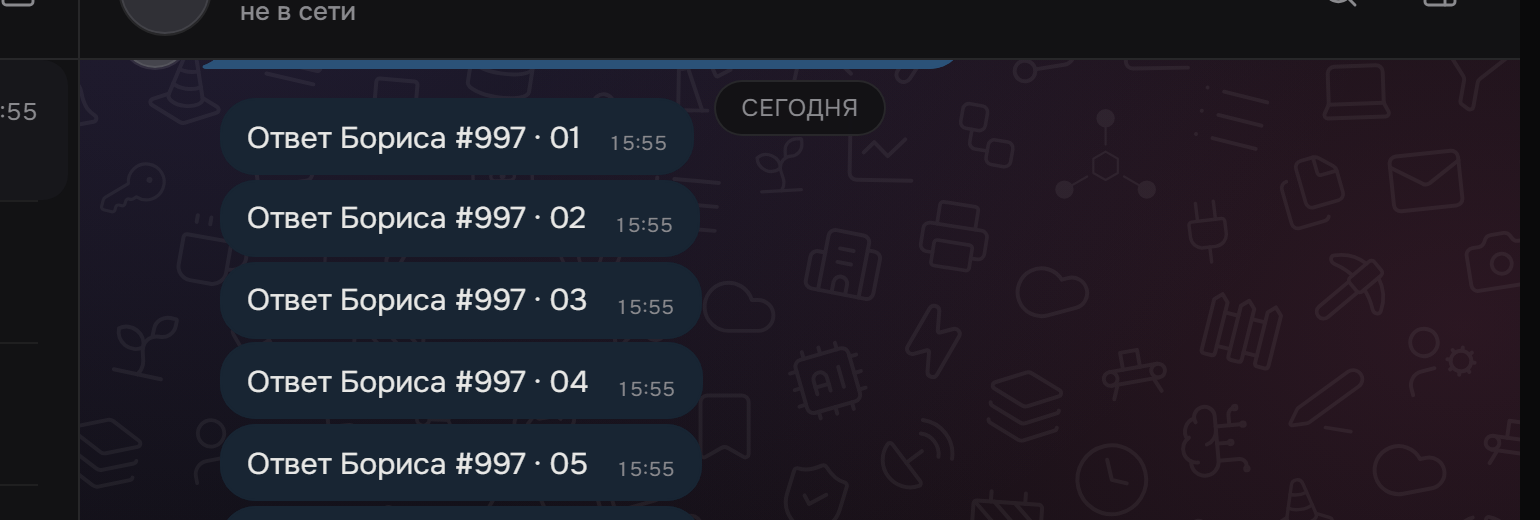 не в сети
:55
СЕГОДНЯ
Ответ Бориса #997 · 01 15:55
Ответ Бориса #997 · 02 15:55
Ответ Бориса #997 · 03 15:55
Ответ Бориса #997 · 04 15:55
Ответ Бориса #997 · 05 15:55
AI